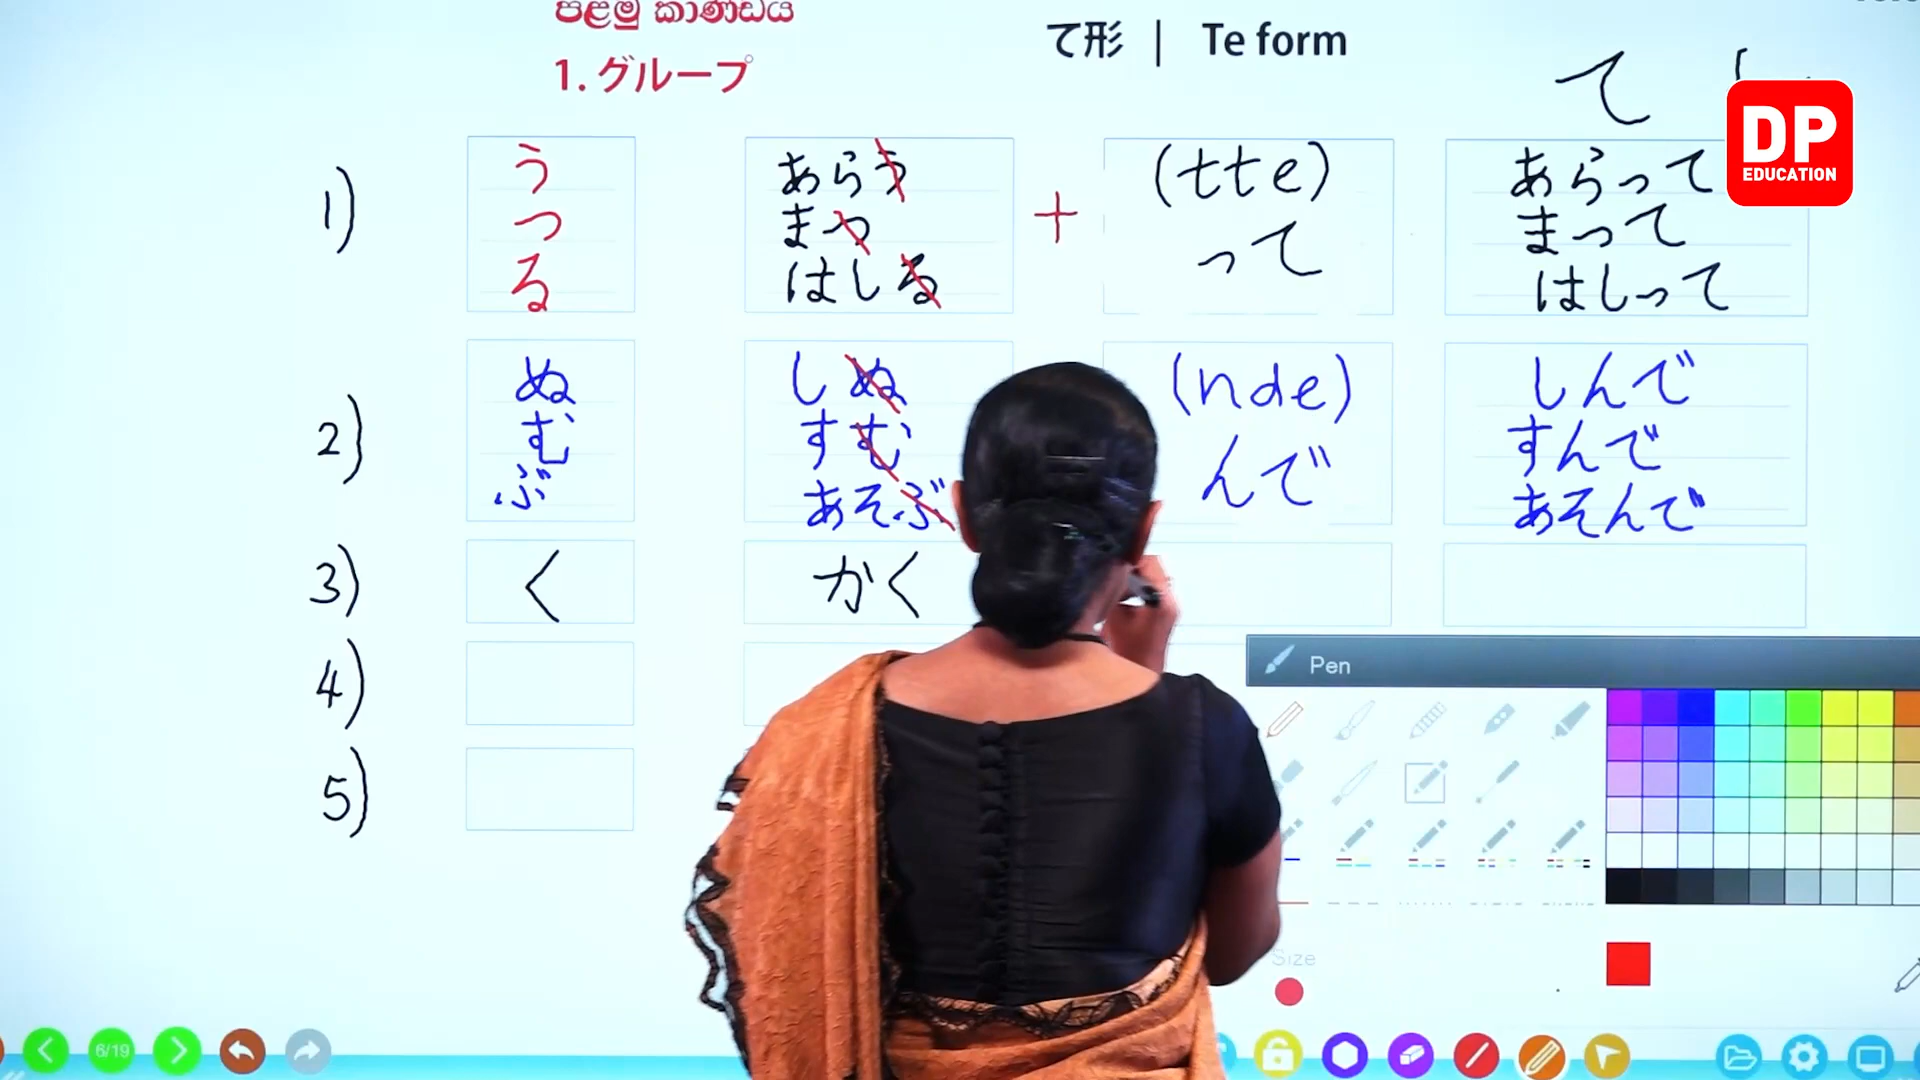 පළමු කාණ්ඩය
1. グループ
て形 | Te form
て
DP
EDUCATION
1)
う
つ
る
あらう
まつ
はしる
+
(tte)
って
あらって
まって
はしって
2)
ぬ
む
ぶ
しぬ
すむ
あそぶ
(nde)
んで
しんで
すんで
あそんで
3)
く
かく
4)
5)
Pen
Size
6/19